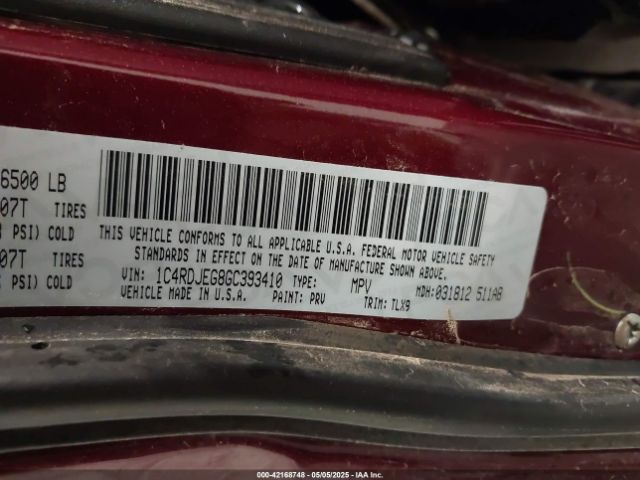 6500 LB
07T TIRES
PSI) COLD
07T TIRES
PSI) COLD
THIS VEHICLE CONFORMS TO ALL APPLICABLE U.S.A. FEDERAL MOTOR VEHICLE SAFETY
STANDARDS IN EFFECT ON THE DATE OF MANUFACTURE SHOWN ABOVE.
VIN: 1C4RDJEG8GC393410 TYPE: MPV MDH:031812 511AB
VEHICLE MADE IN U.S.A. PAINT: PRV TRIM: TLX9
000-42168748 - 05/05/2025 - IAA Inc.